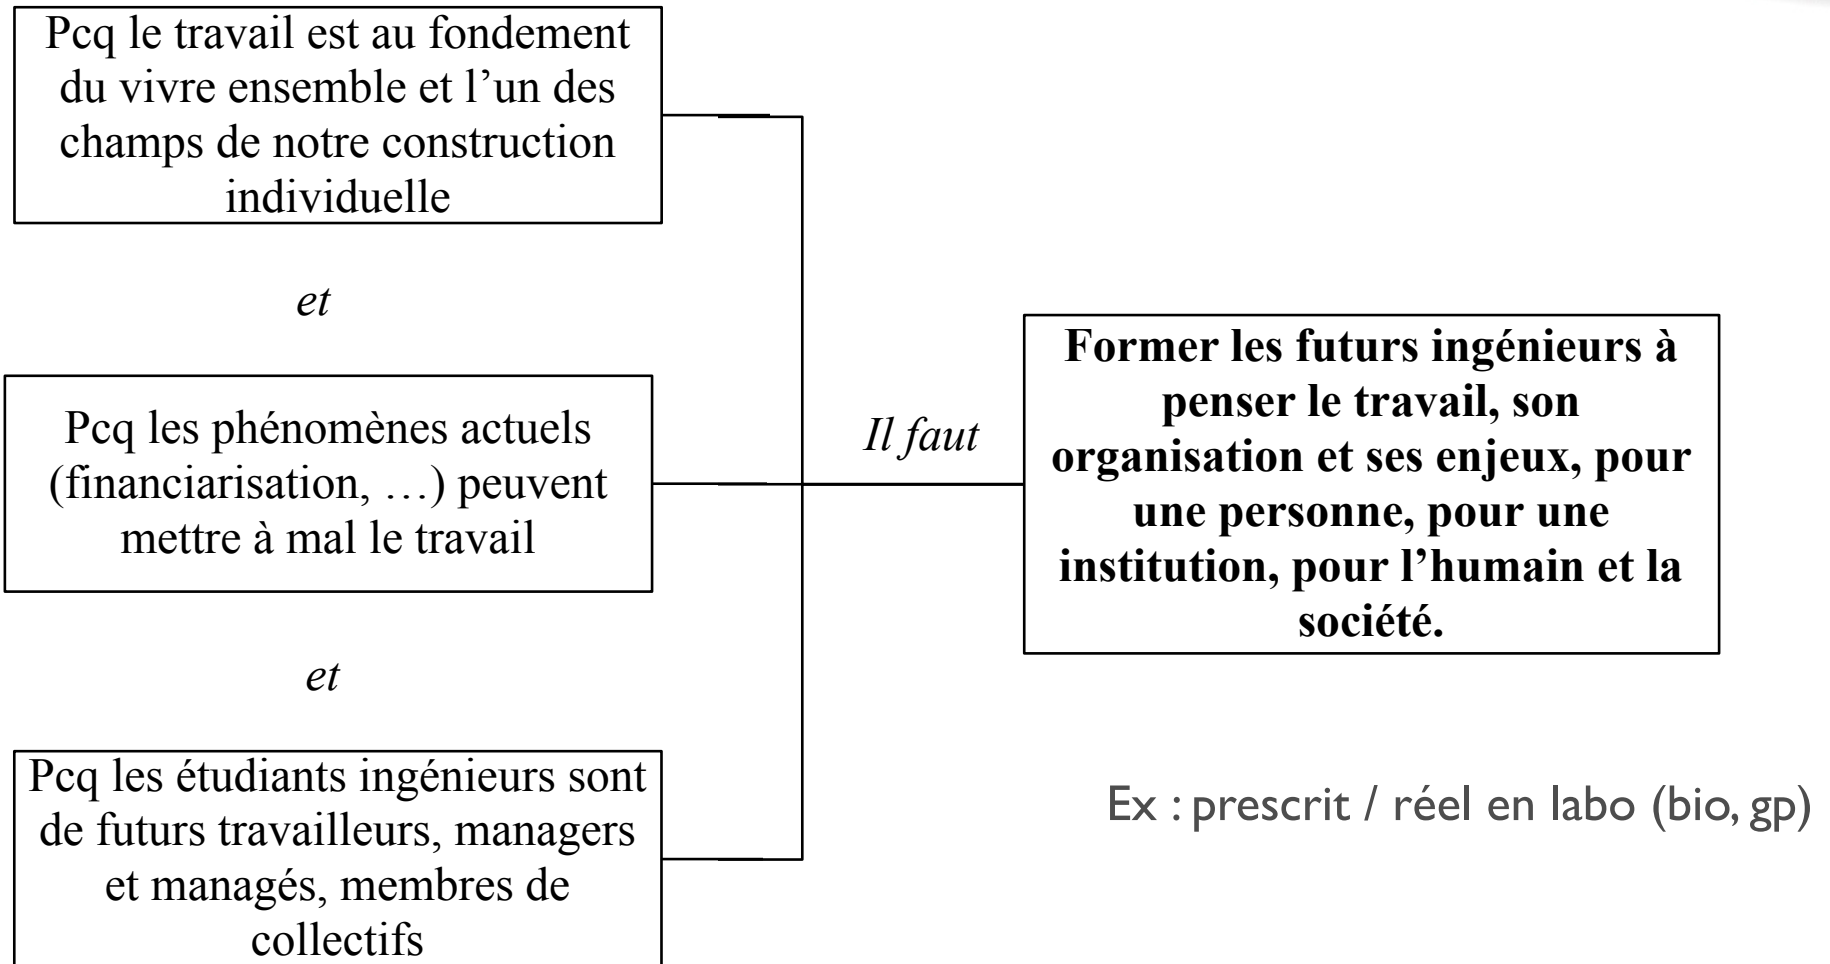 Pcq le travail est au fondement
du vivre ensemble et l’un des
champs de notre construction
individuelle
et
Pcq les phénomènes actuels
(financiarisation, …) peuvent
mettre à mal le travail
et
Pcq les étudiants ingénieurs sont
de futurs travailleurs, managers
et managés, membres de
collectifs
Il faut
Former les futurs ingénieurs à
penser le travail, son
organisation et ses enjeux, pour
une personne, pour une
institution, pour l’humain et la
société.
Ex : prescrit / réel en labo (bio, gp)